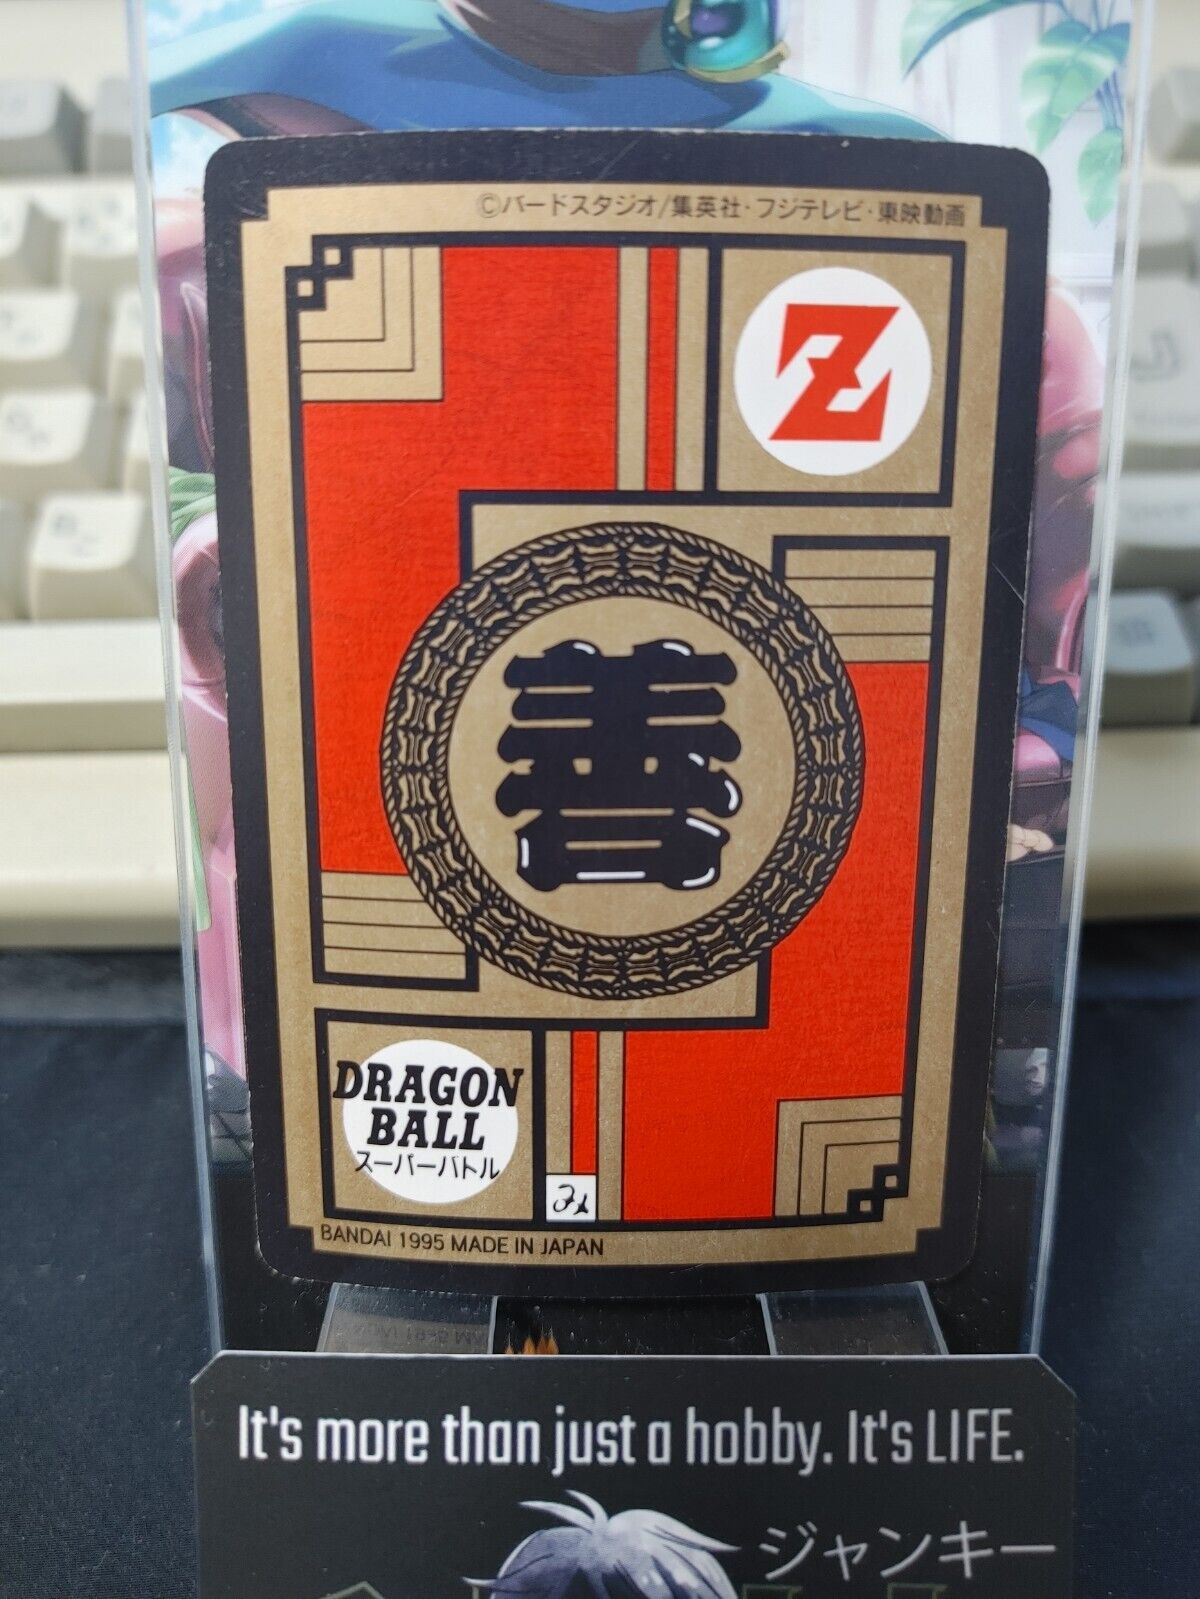 ©バードスタジオ/集英社・フジテレビ・東映動画
Z
善
DRAGON
BALL
スーパーバトル
BANDAI 1995 MADE IN JAPAN
It's more than just a hobby. It's LIFE.
ジャンキー